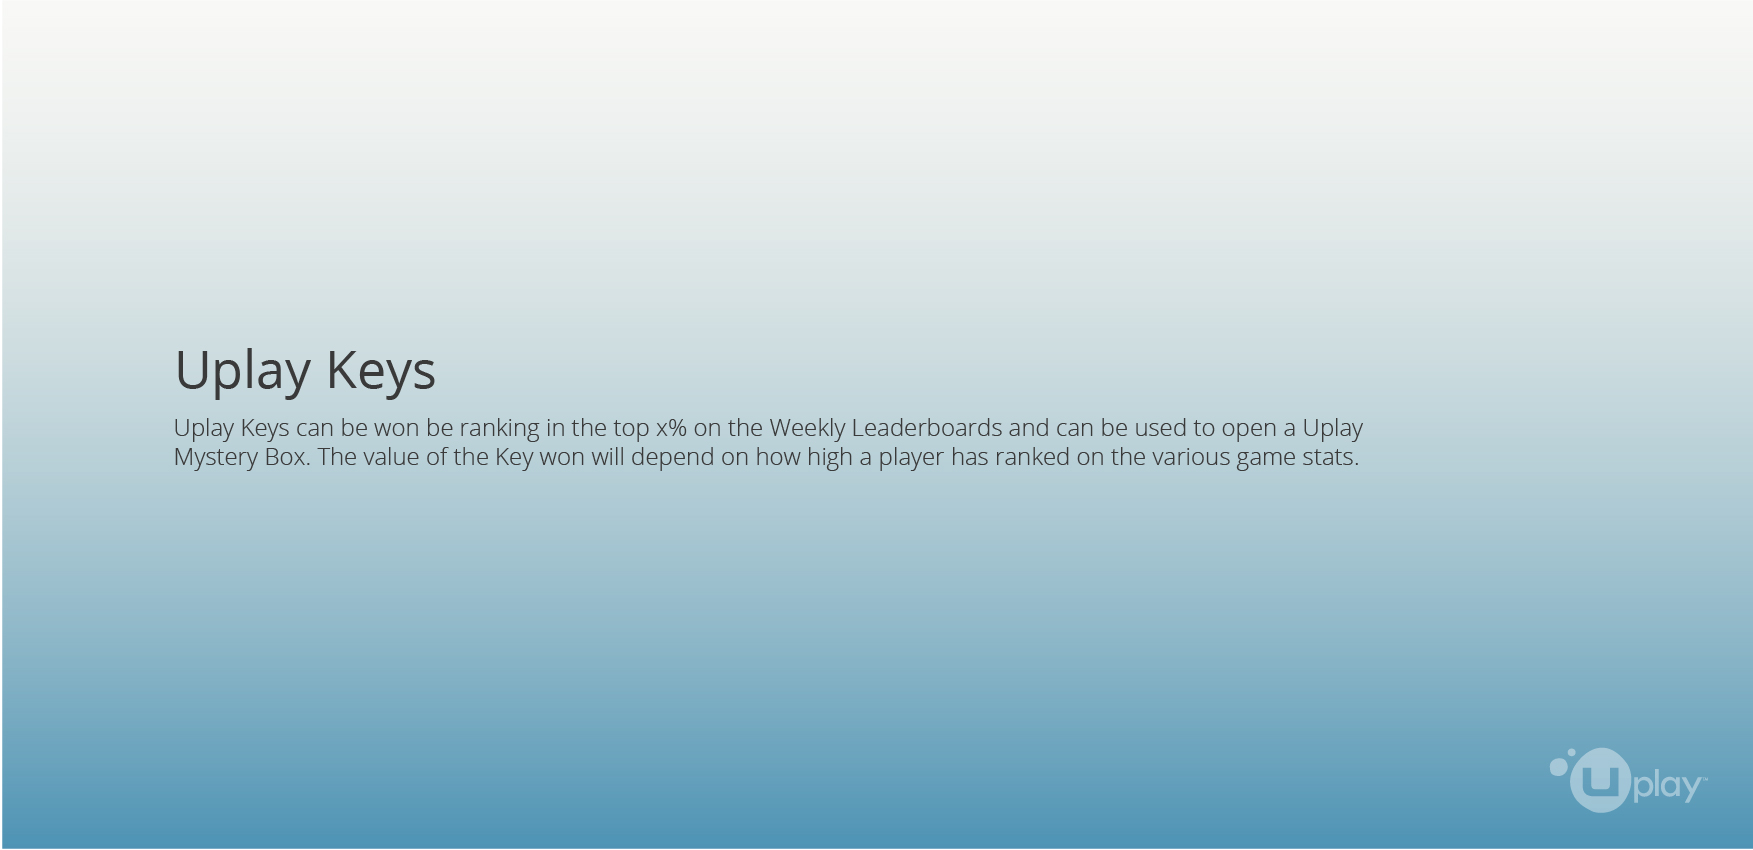 Uplay Keys
Uplay Keys can be won be ranking in the top x% on the Weekly Leaderboards and can be used to open a Uplay
Mystery Box. The value of the Key won will depend on how high a player has ranked on the various game stats.
Uplay™